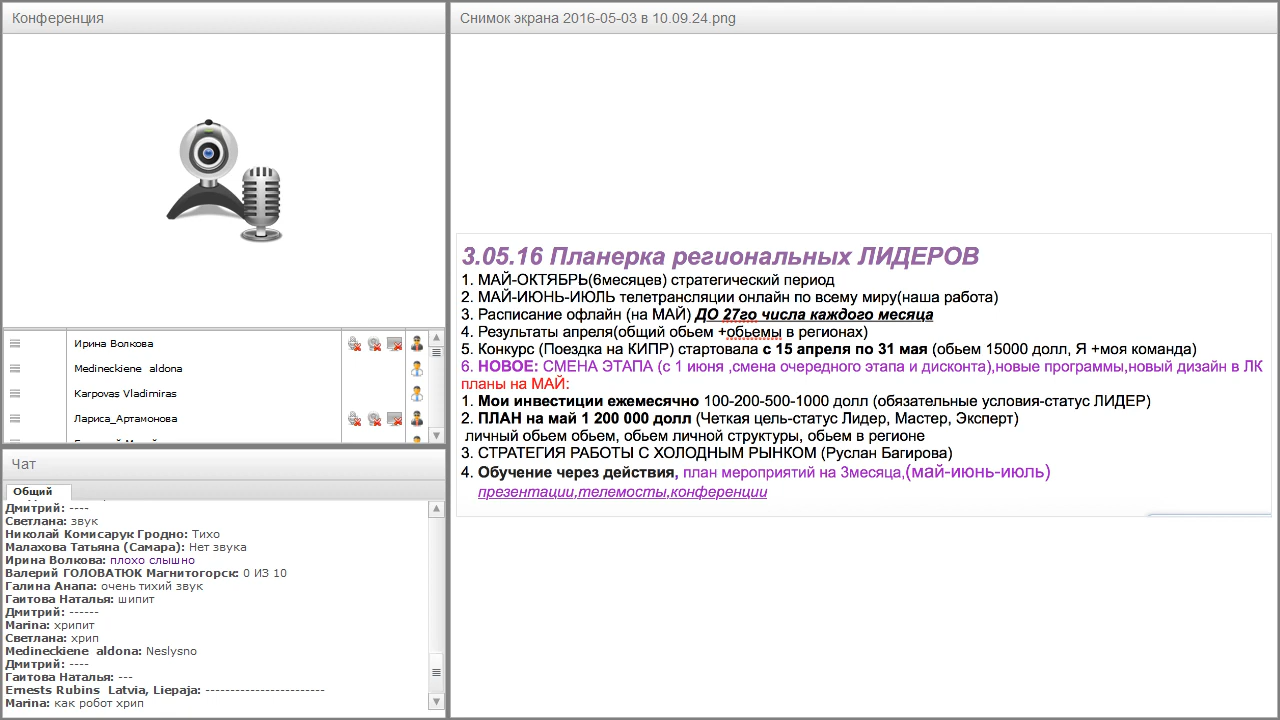 Конференция
Ирина Волкова
Medineckiene aldona
Karpovas Vladimiras
Лариса_Артамонова
Чат
Общий
Дмитрий: ----
Светлана: звук
Николай Комисарук Гродно: Тихо
Малахова Татьяна (Самара): Нет звука
Ирина Волкова: плохо слышно
Валерий ГОЛОВАТЮК Магнитогорск: 0 ИЗ 10
Галина Анапа: очень тихий звук
Гаитова Наталья: шипит
Дмитрий: ------
Marina: хрипит
Светлана: хрип
Medineckiene aldona: Neslysno
Дмитрий: ----
Гаитова Наталья: ---
Ernests Rubins Latvia, Liepaja: ------------------------
Marina: как робот хрип
Снимок экрана 2016-05-03 в 10.09.24.png
3.05.16 Планерка региональных ЛИДЕРОВ
1. МАЙ-ОКТЯБРЬ(6месяцев) стратегический период
2. МАЙ-ИЮНЬ-ИЮЛЬ телетрансляции онлайн по всему миру(наша работа)
3. Расписание офлайн (на МАЙ) ДО 27го числа каждого месяца
4. Результаты апреля(общий обьем +обьемы в регионах)
5. Конкурс (Поездка на КИПР) стартовала с 15 апреля по 31 мая (обьем 15000 долл, Я +моя команда)
6. НОВОЕ: СМЕНА ЭТАПА (с 1 июня ,смена очередного этапа и дисконта),новые программы,новый дизайн в ЛК
планы на МАЙ:
1. Мои инвестиции ежемесячно 100-200-500-1000 долл (обязательные условия-статус ЛИДЕР)
2. ПЛАН на май 1 200 000 долл (Четкая цель-статус Лидер, Мастер, Эксперт)
личный обьем обьем, обьем личной структуры, обьем в регионе
3. СТРАТЕГИЯ РАБОТЫ С ХОЛОДНЫМ РЫНКОМ (Руслан Багирова)
4. Обучение через действия, план мероприятий на 3месяца,(май-июнь-июль)
презентации,телемосты,конференции